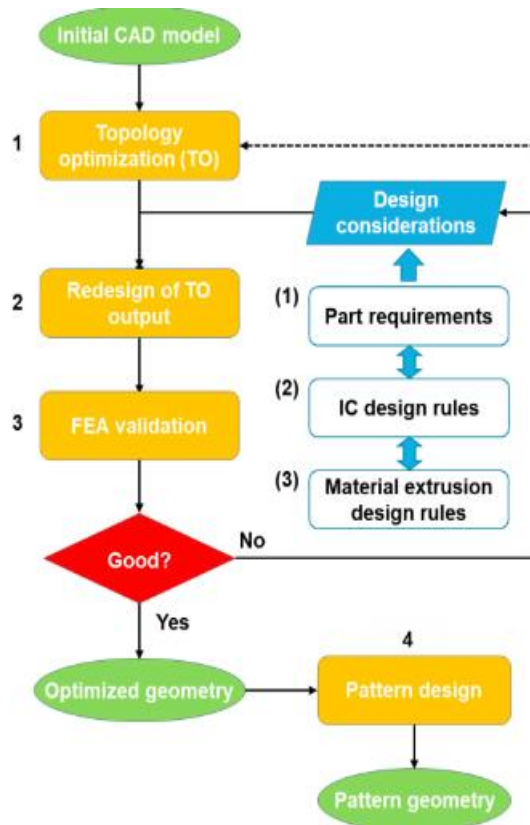 Initial CAD model
1
Topology
optimization (TO)
Design
considerations
2
Redesign of TO
output
(1)
Part requirements
3
FEA validation
(2)
IC design rules
(3)
Material extrusion
design rules
Good?
No
Yes
4
Optimized geometry
Pattern design
Pattern geometry